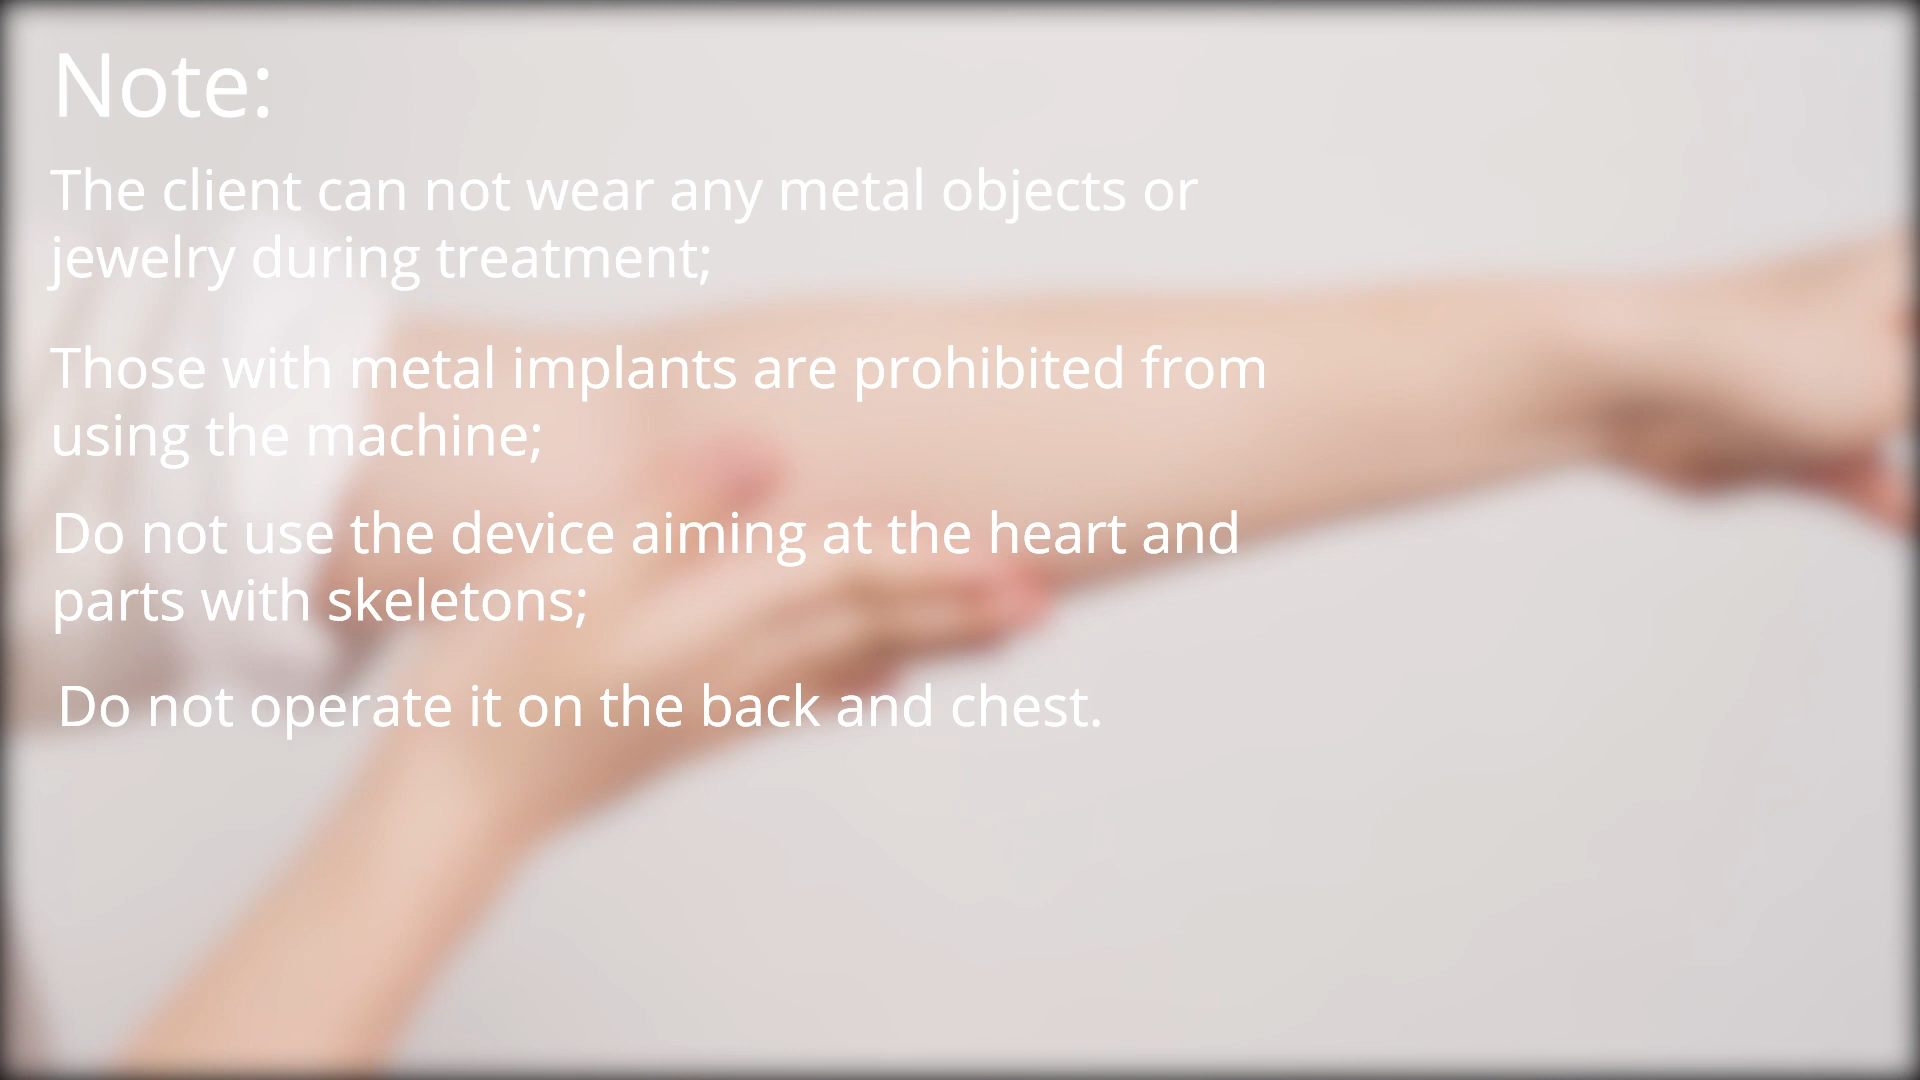 Note:
The client can not wear any metal objects or
jewelry during treatment;
Those with metal implants are prohibited from
using the machine;
Do not use the device aiming at the heart and
parts with skeletons;
Do not operate it on the back and chest.